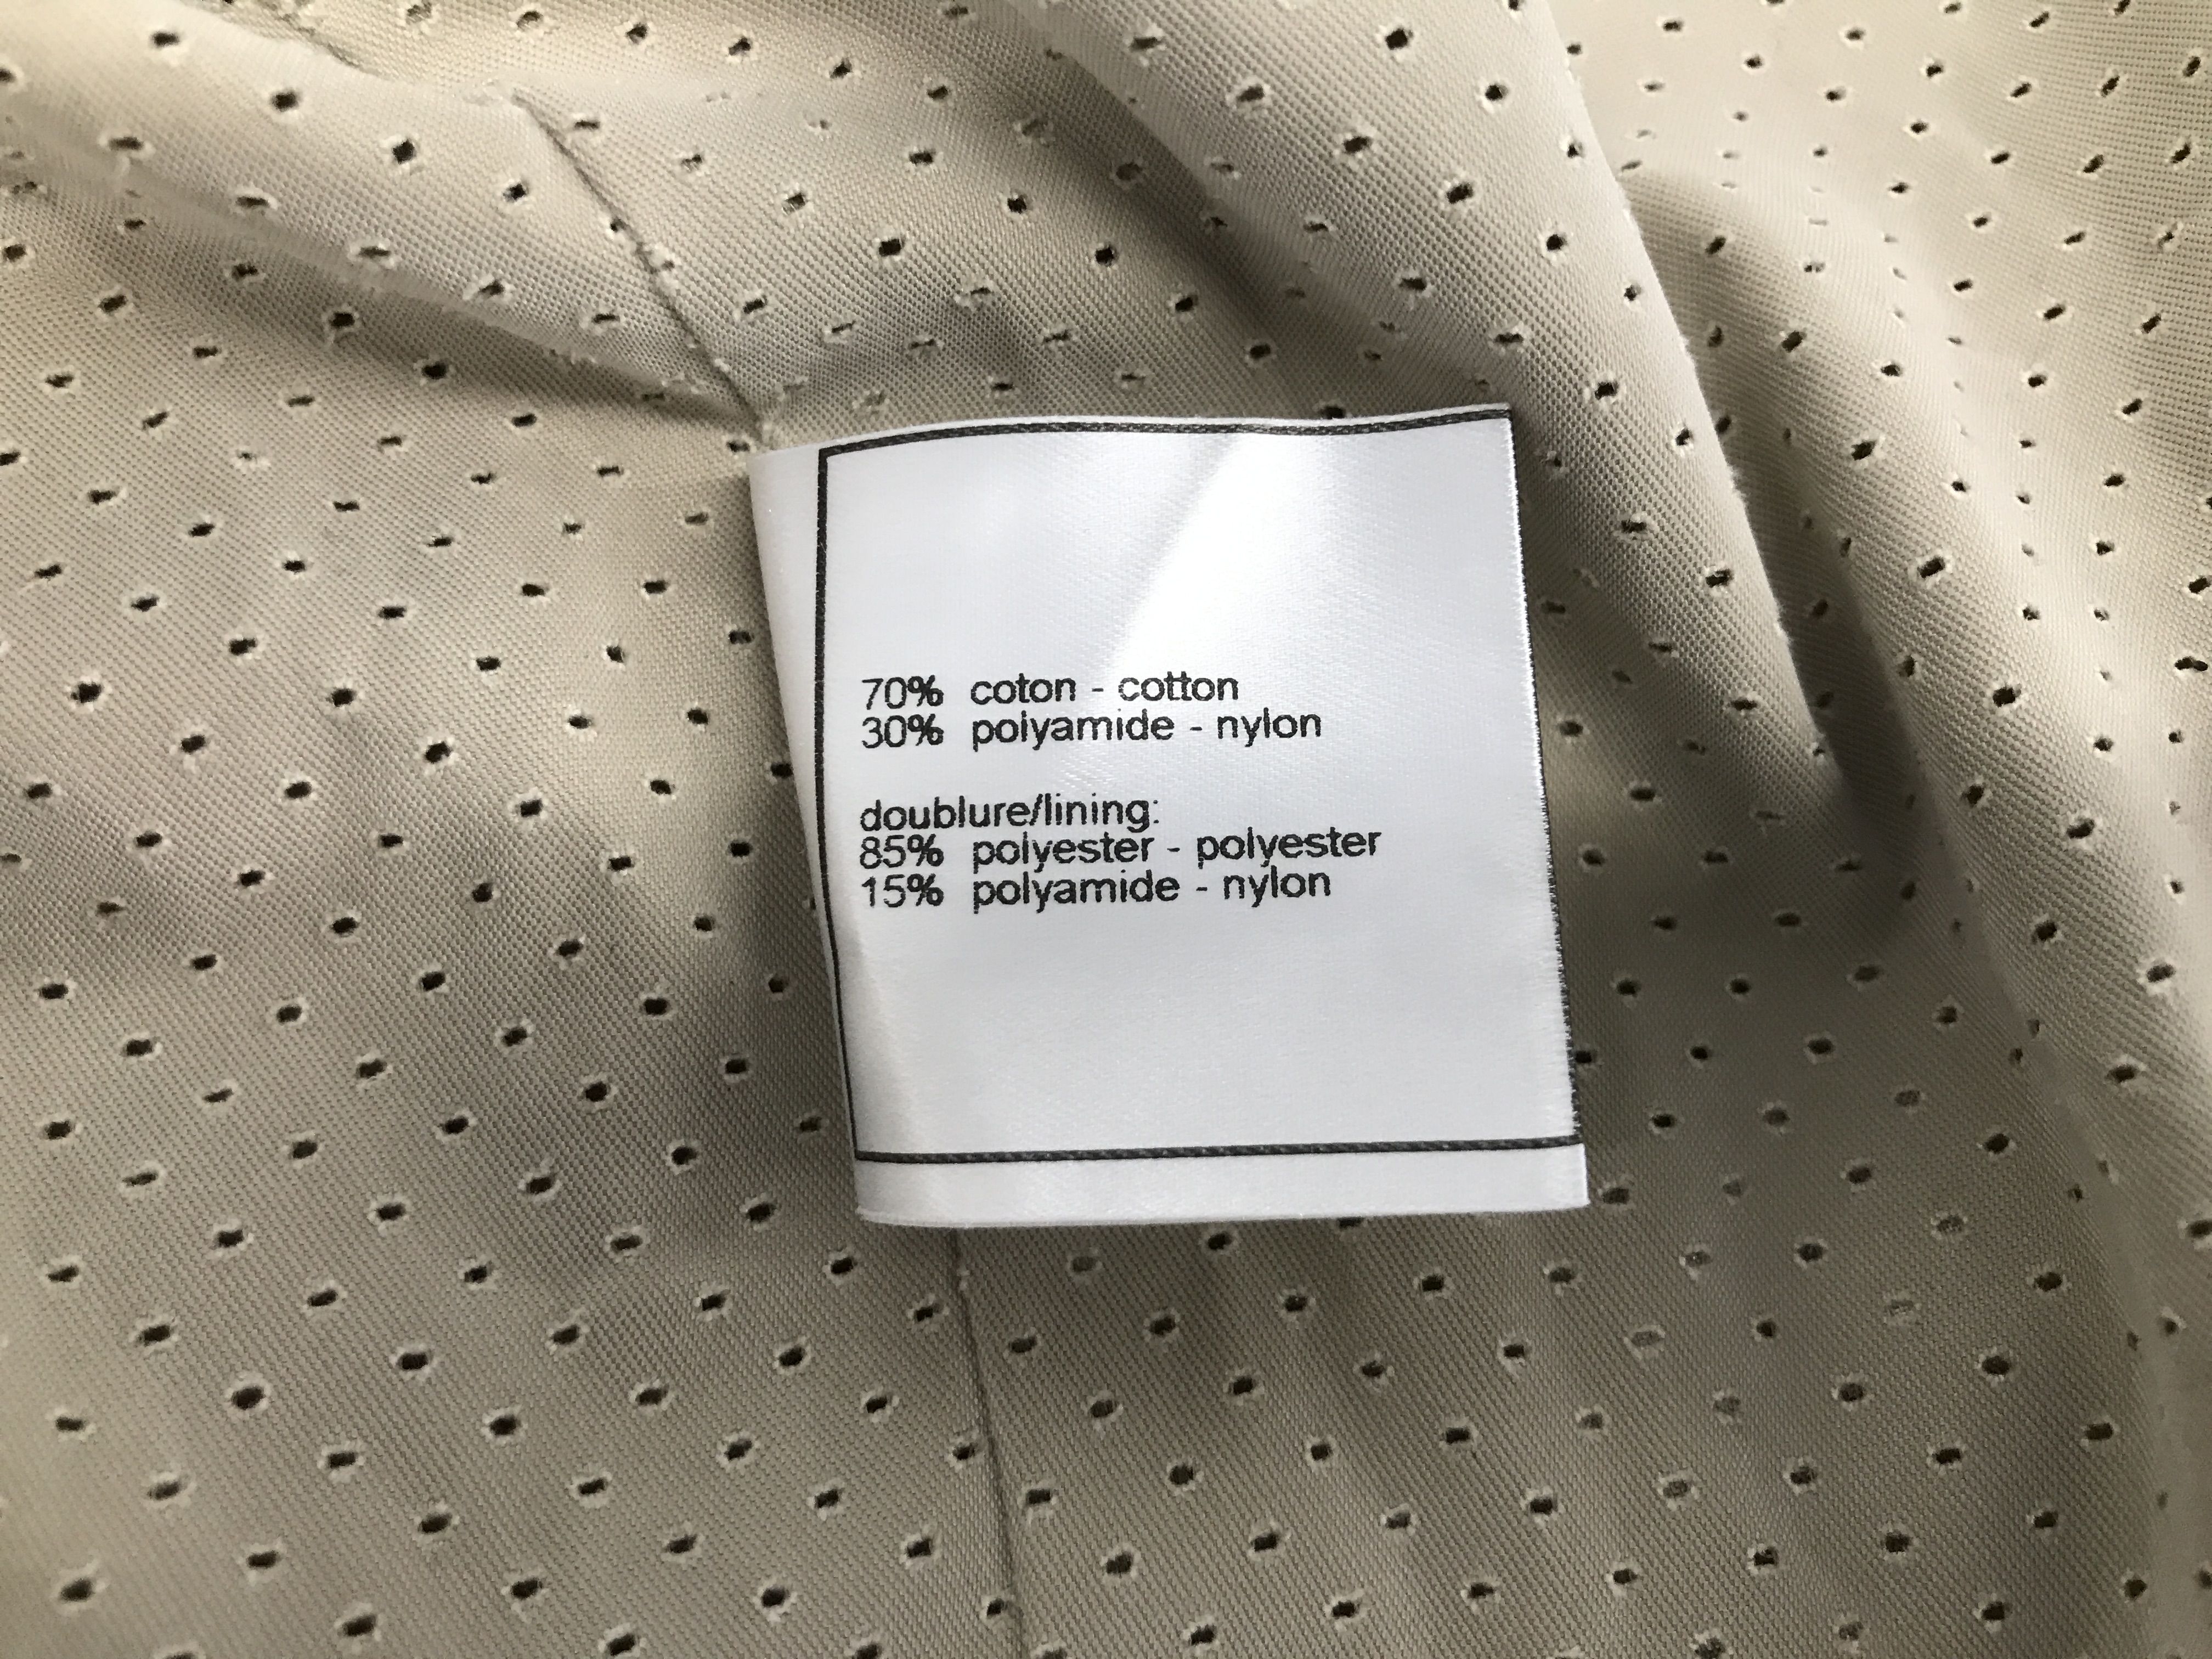 70% coton - cotton
30% polyamide - nylon
doublure/lining:
85% polyester - polyester
15% polyamide - nylon